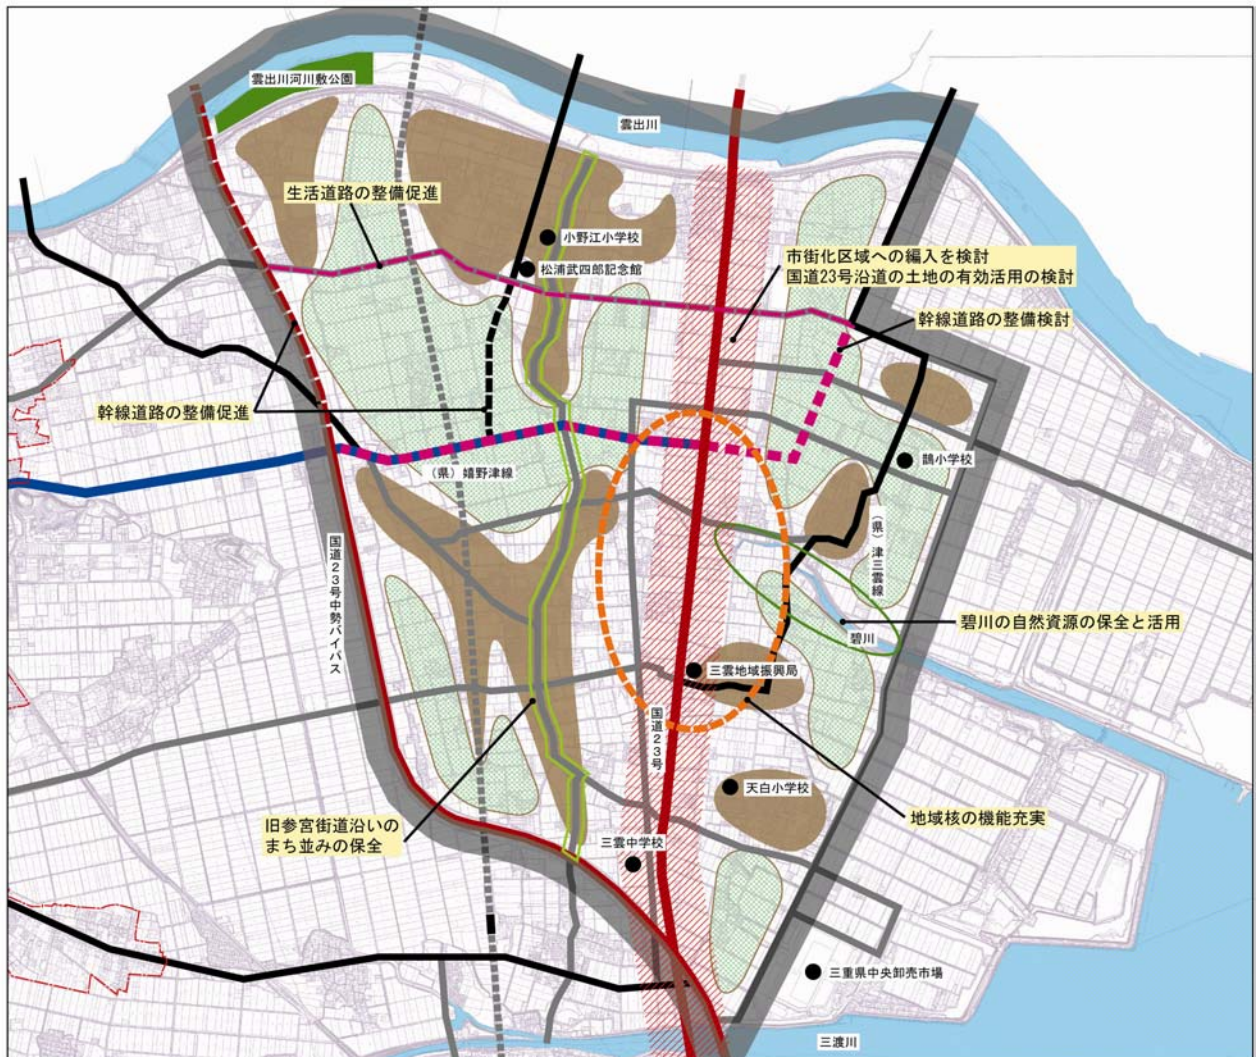 雲出川河川敷公園
雲出川
生活道路の整備促進
小野江小学校
松浦武四郎記念館
市街化区域への編入を検討
国道23号沿道の土地の有効活用の検討
幹線道路の整備検討
幹線道路の整備促進
(県)嬉野津線
鵲小学校
(県)津三雲線
国道23号中勢バイパス
碧川の自然資源の保全と活用
碧川
三雲地域振興局
国道23号
天白小学校
地域核の機能充実
旧参宮街道沿いの
まち並みの保全
三雲中学校
三重県中央卸売市場
三渡川